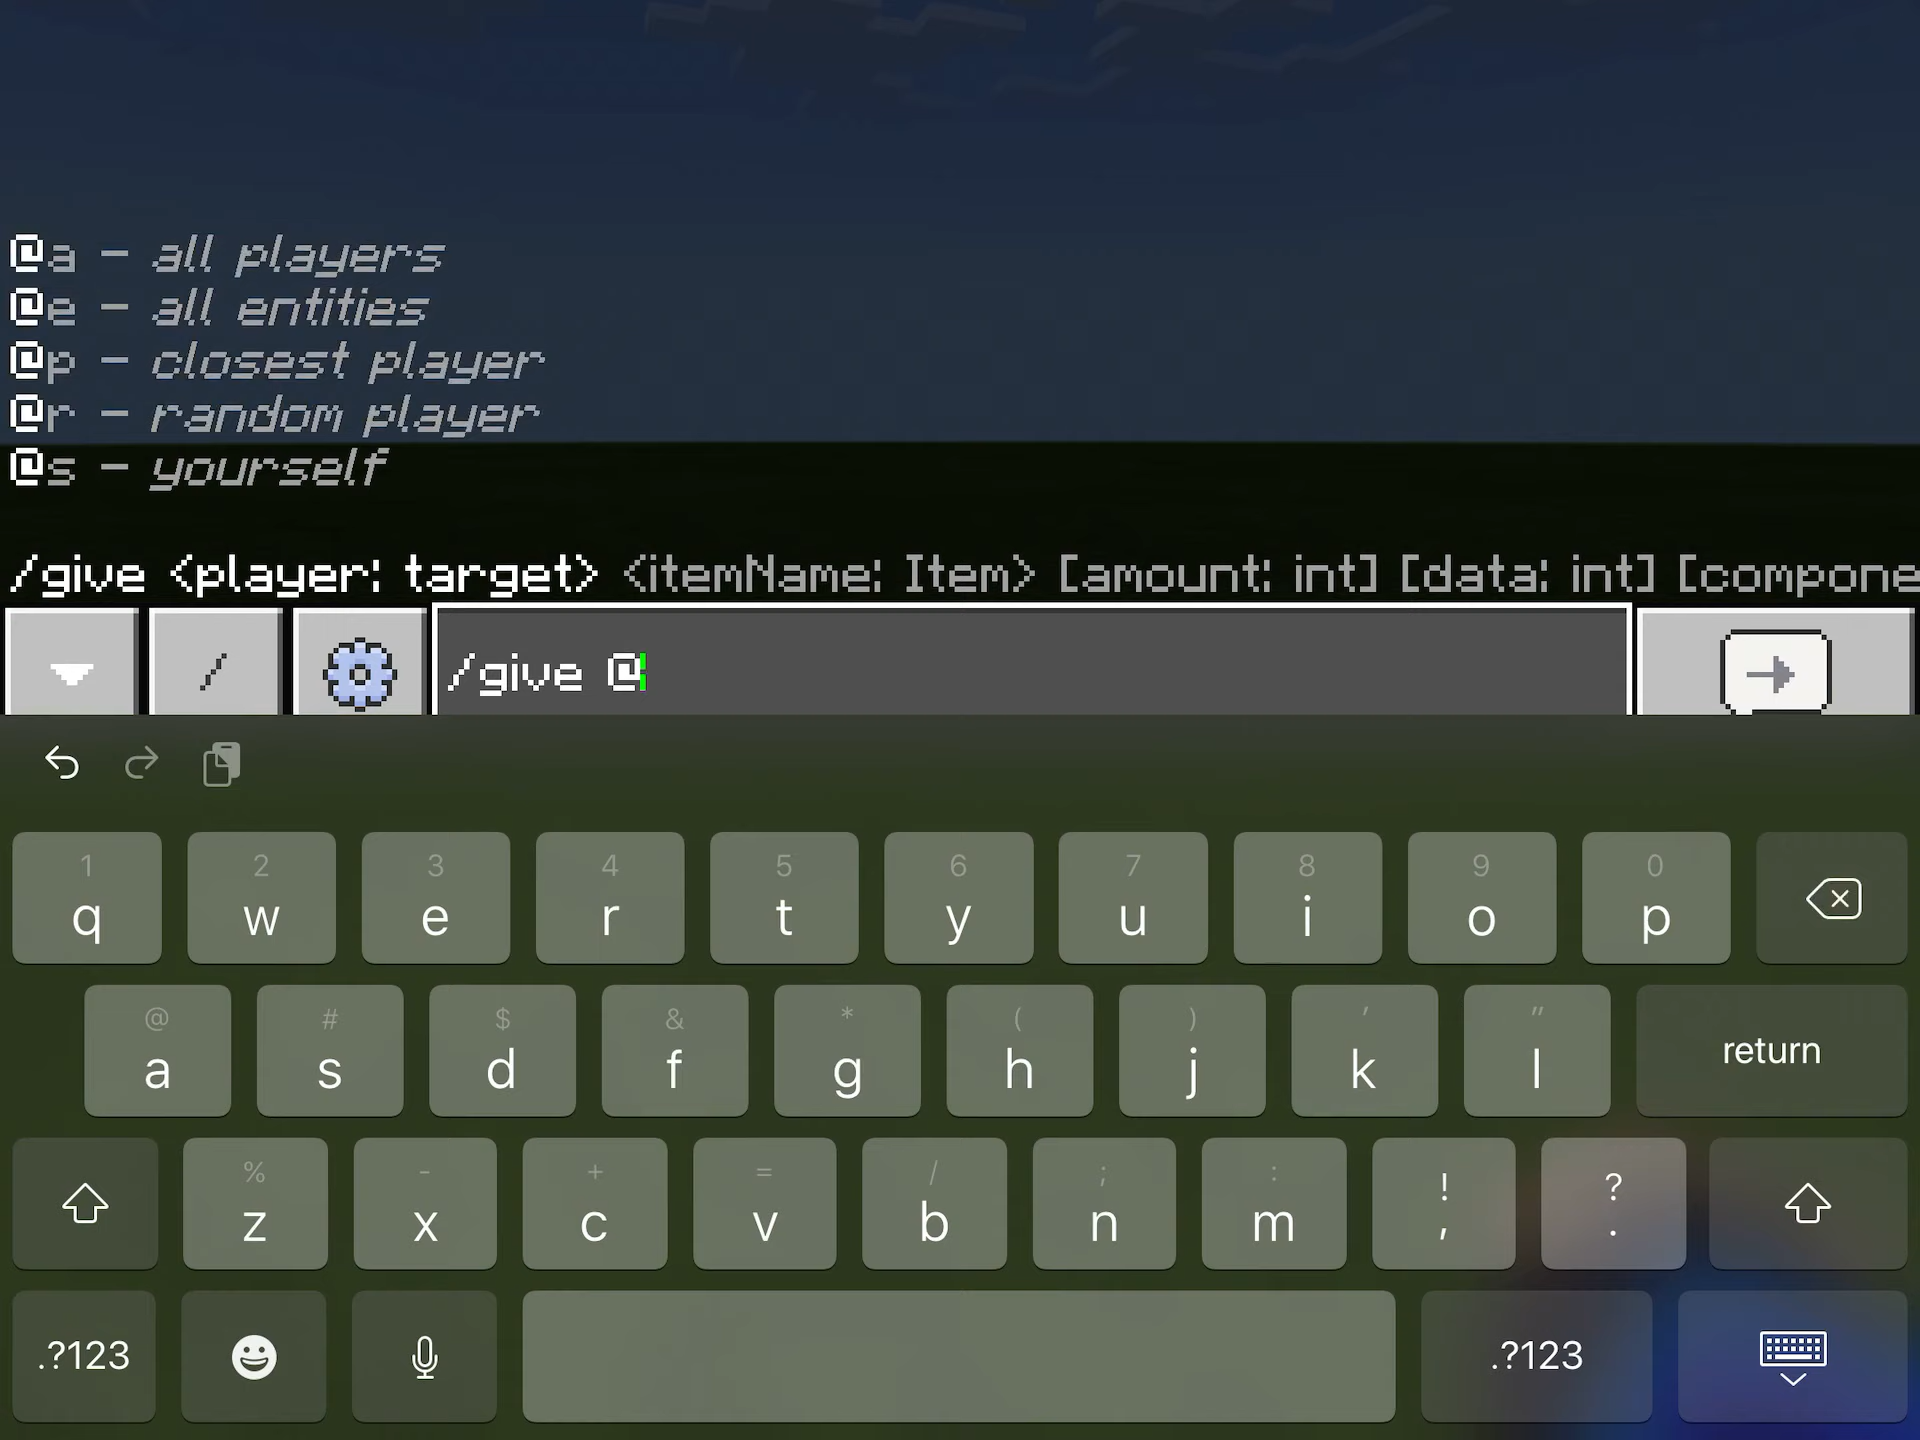 @a - all players
@e - all entities
@p - closest player
@r - random player
@s - yourself
/give <player: target> <itemName: Item> [amount: int] [data: int] [compone
/
/give @
1 2 3 4 5 6 7 8 9 0
q w e r t y u i o p
@ # $ & * ( ) ' "
a s d f g h j k l return
% - + = / ; : ! ?
z x c v b n m , .
.?123 .?123